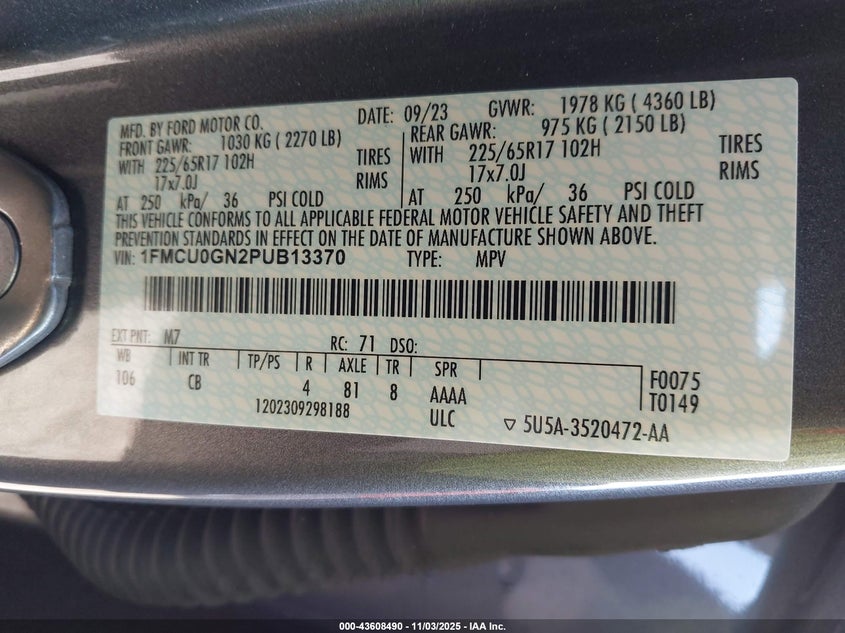 MFD. BY FORD MOTOR CO. DATE: 09/23 GVWR: 1978 KG ( 4360 LB)
FRONT GAWR: 1030 KG ( 2270 LB) REAR GAWR: 975 KG ( 2150 LB)
WITH 225/65R17 102H TIRES WITH 225/65R17 102H TIRES
17x7.0J RIMS 17x7.0J RIMS
AT 250 kPa/ 36 PSI COLD AT 250 kPa/ 36 PSI COLD
THIS VEHICLE CONFORMS TO ALL APPLICABLE FEDERAL MOTOR VEHICLE SAFETY AND THEFT
PREVENTION STANDARDS IN EFFECT ON THE DATE OF MANUFACTURE SHOWN ABOVE.
VIN: 1FMCU0GN2PUB13370 TYPE: MPV
EXT PNT: M7 RC: 71 DSO:
WB INT TR TP/PS R AXLE TR SPR
106 CB 4 81 8 AAAA F0075
1202309298188 ULC T0149
▽ 5U5A-3520472-AA
000-43608490 - 11/03/2025 - IAA Inc.